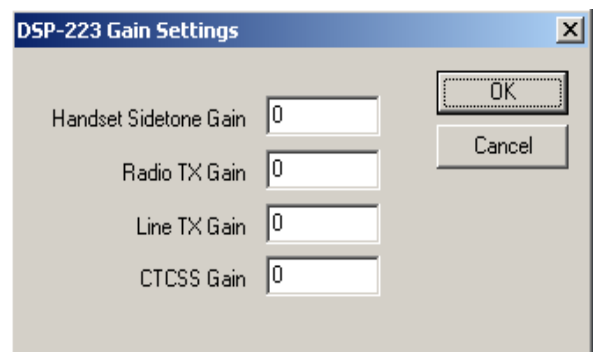 DSP-223 Gain Settings
Handset Sidetone Gain 0
OK
Radio TX Gain 0
Cancel
Line TX Gain 0
CTCSS Gain 0